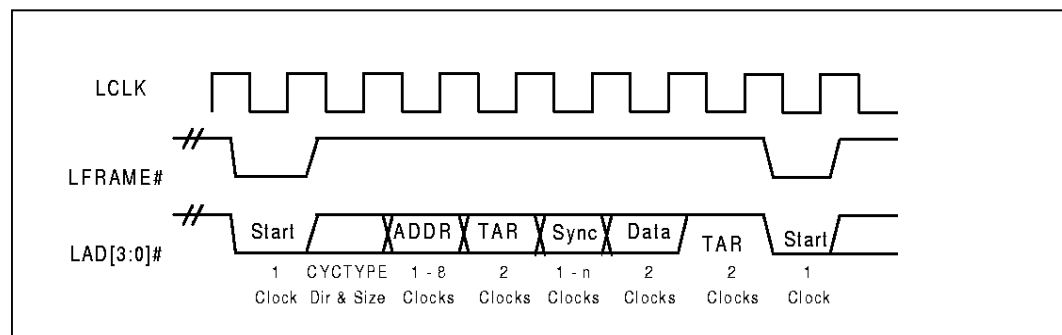 LCLK
LFRAME#
LAD[3:0]#
Start ADDR TAR Sync Data TAR Start
1 CYCTYPE 1 - 8 2 1 - n 2 2 1
Clock Dir & Size Clocks Clocks Clocks Clocks Clocks Clock